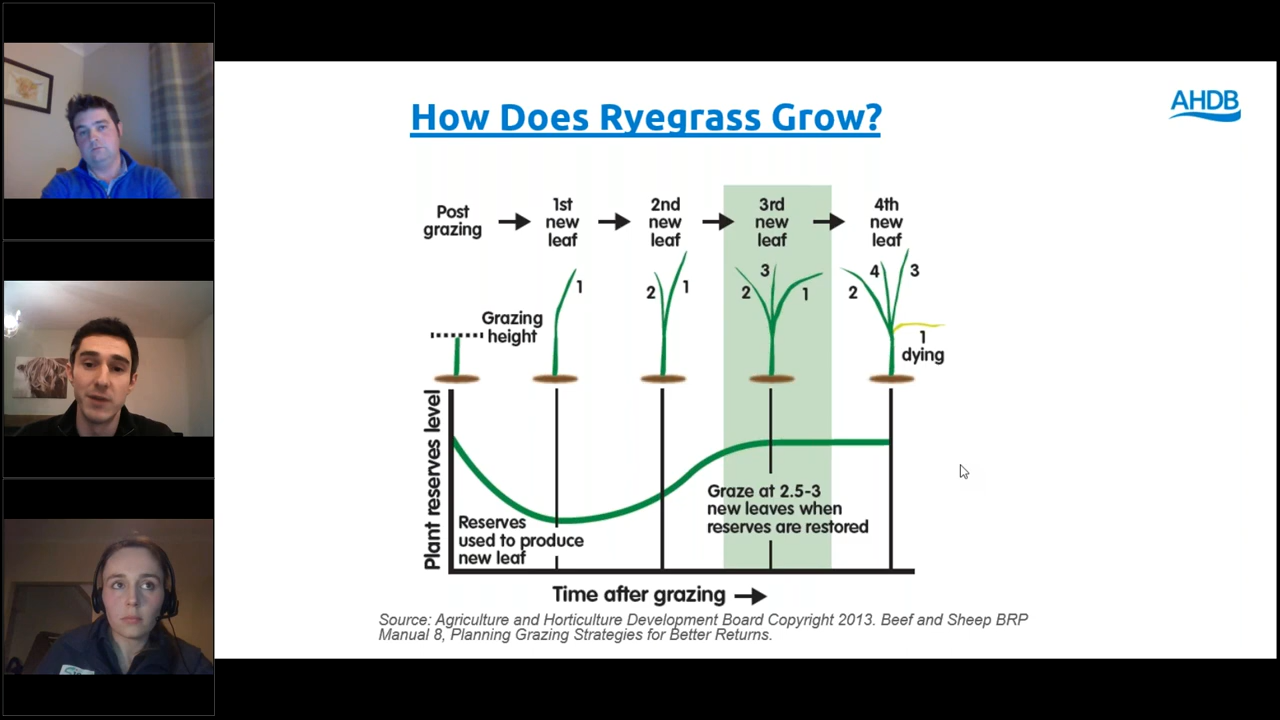 How Does Ryegrass Grow?
AHDB
Post
grazing
1st
new
leaf
2nd
new
leaf
3rd
new
leaf
4th
new
leaf
1
2
1
2
3
1
2
4
3
1
dying
Grazing
height
Plant reserves level
Reserves
used to produce
new leaf
Graze at 2.5-3
new leaves when
reserves are restored
Time after grazing
Source: Agriculture and Horticulture Development Board Copyright 2013. Beef and Sheep BRP
Manual 8, Planning Grazing Strategies for Better Returns.